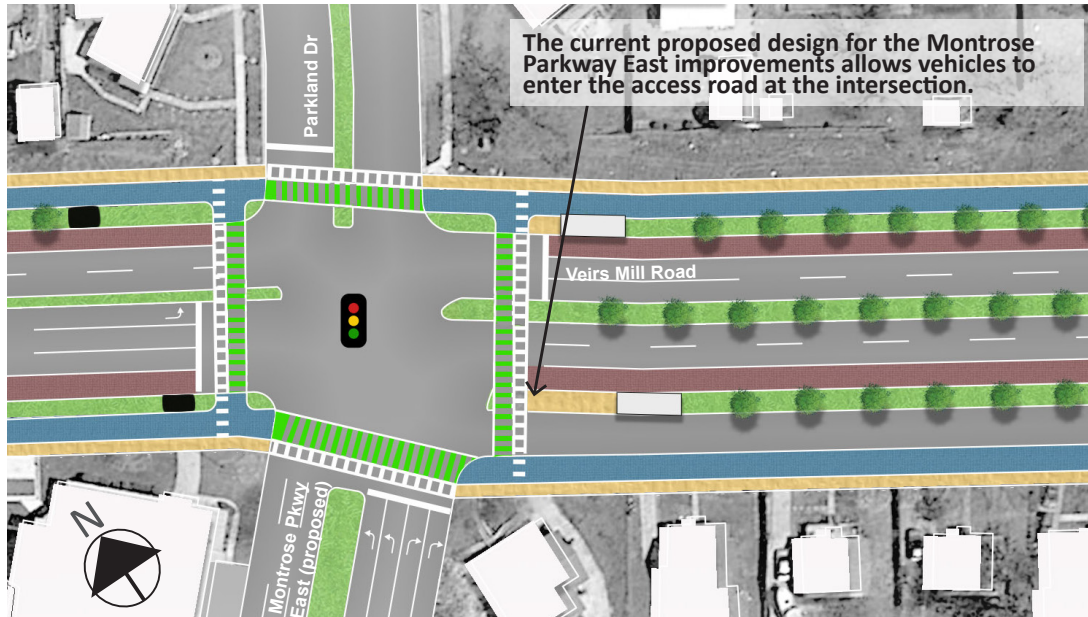 The current proposed design for the Montrose
Parkway East improvements allows vehicles to
enter the access road at the intersection.
Parkland Dr
Veirs Mill Road
Montrose Pkwy
East (proposed)
N